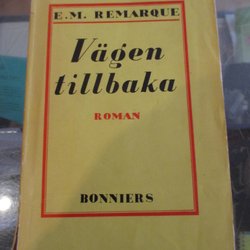 E.M. REMARQUE
Vägen
tillbaka
ROMAN
BONNIERS